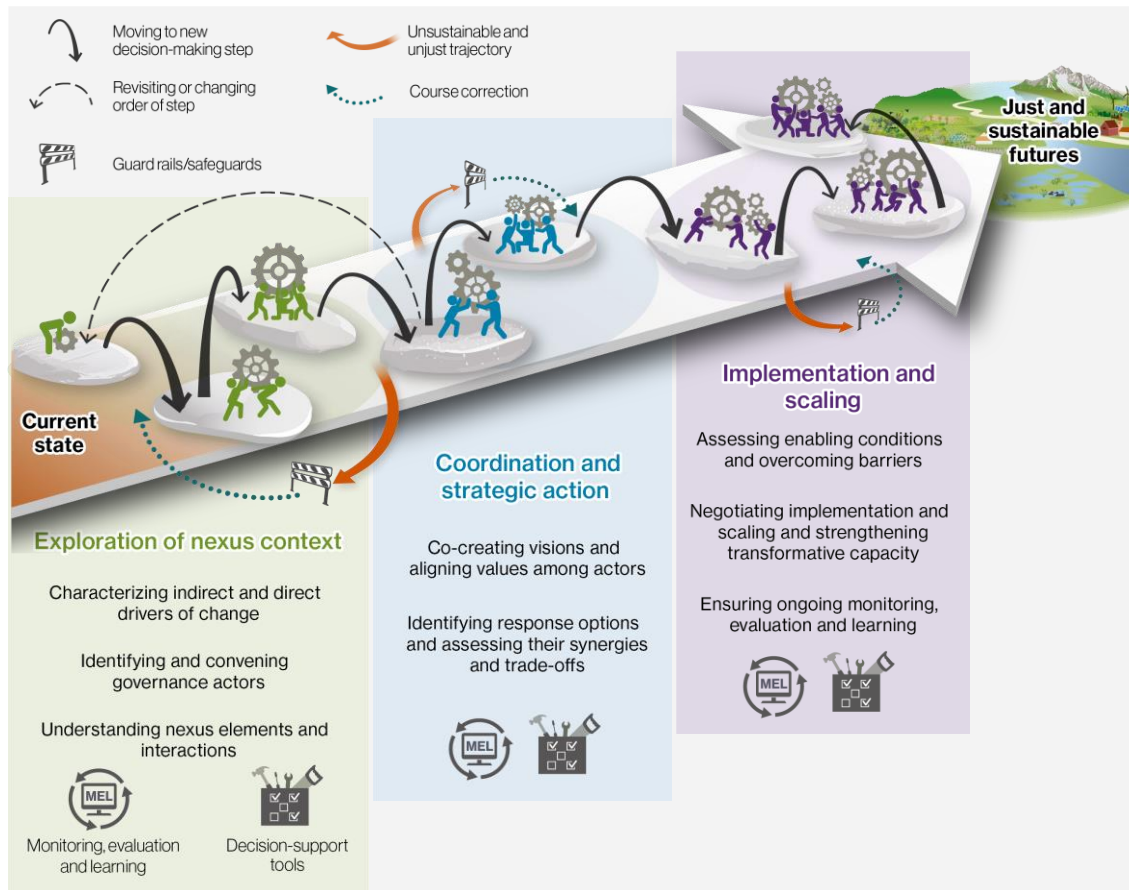 Moving to new
decision-making step
Unsustainable and
unjust trajectory
Revisiting or changing
order of step
Course correction
Guard rails/safeguards
Just and
sustainable
futures
Current
state
Exploration of nexus context
Characterizing indirect and direct
drivers of change
Identifying and convening
governance actors
Understanding nexus elements and
interactions
MEL
Monitoring, evaluation
and learning
Decision-support
tools
Coordination and
strategic action
Co-creating visions and
aligning values among actors
Identifying response options
and assessing their synergies
and trade-offs
MEL
Implementation and
scaling
Assessing enabling conditions
and overcoming barriers
Negotiating implementation and
scaling and strengthening
transformative capacity
Ensuring ongoing monitoring,
evaluation and learning
MEL